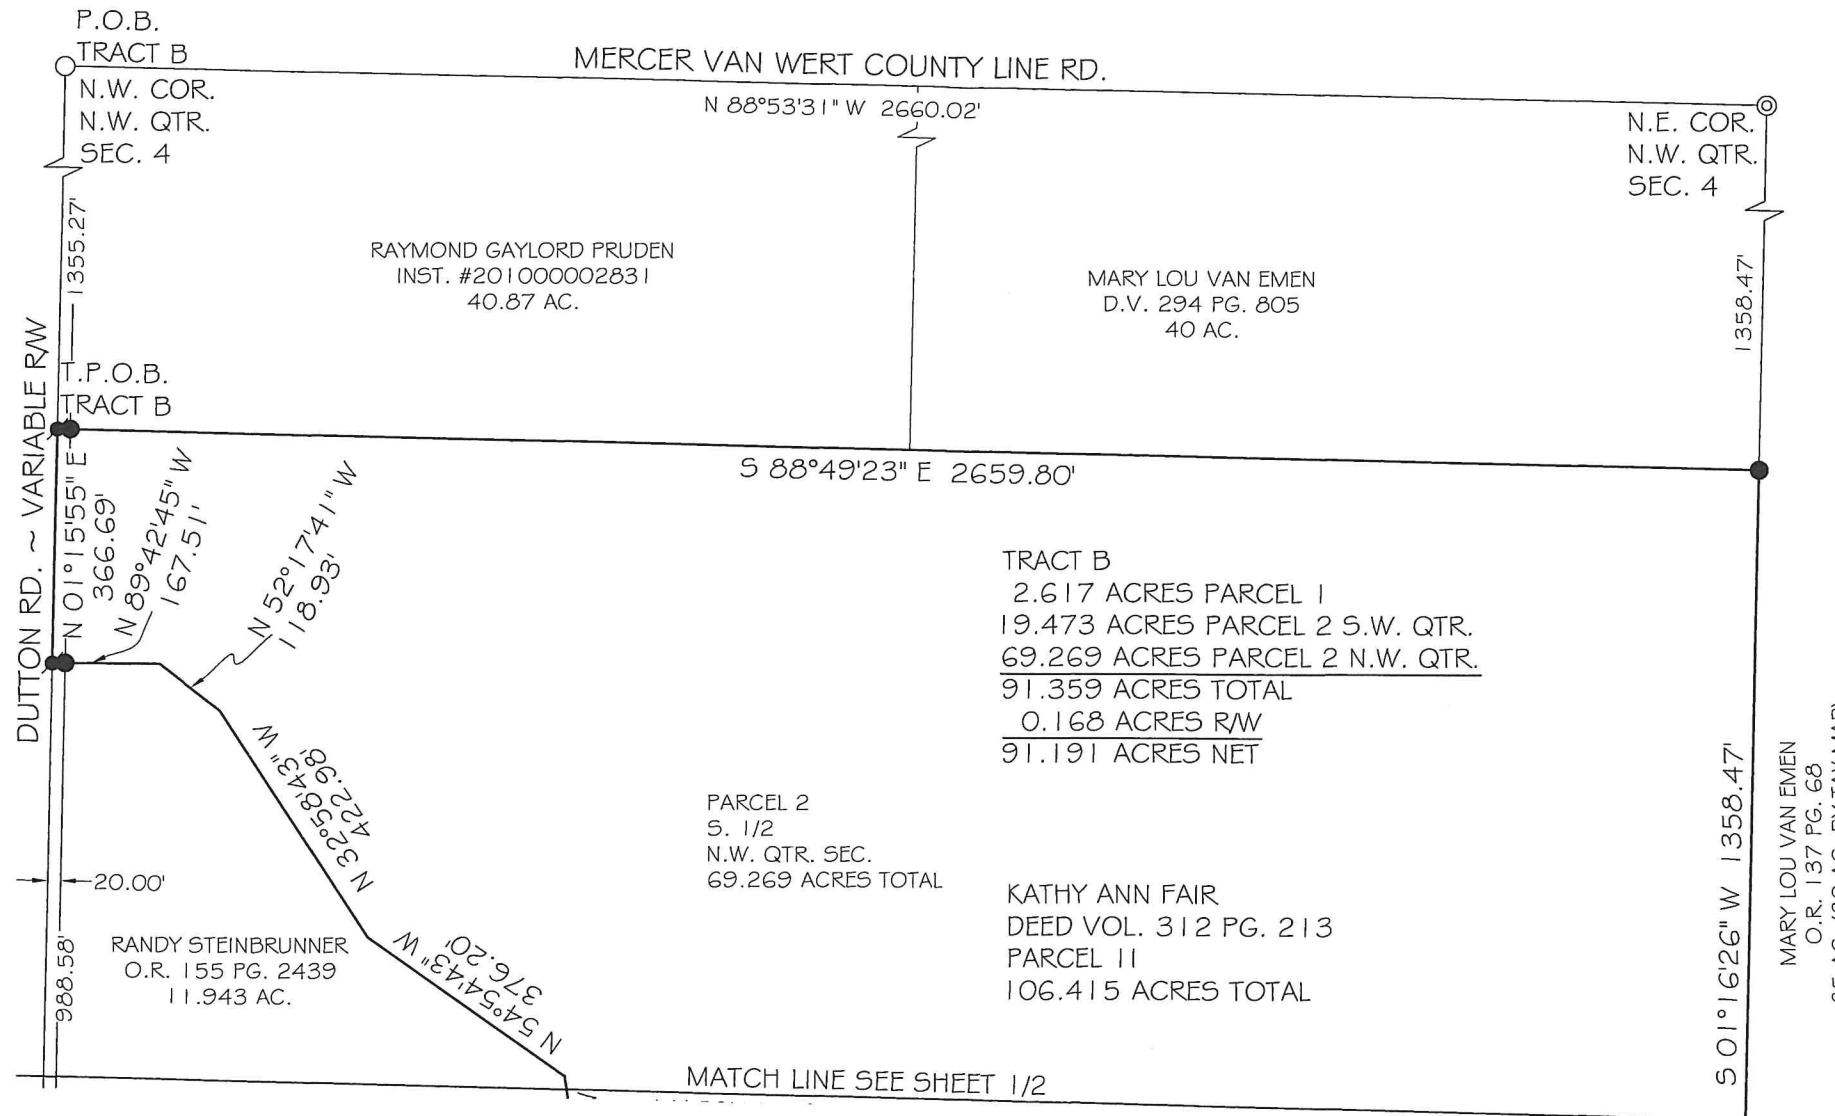 P.O.B.
TRACT B
MERCER VAN WERT COUNTY LINE RD.
N.W. COR.
N.W. QTR.
SEC. 4
N 88°53'31" W 2660.02'
N.E. COR.
N.W. QTR.
SEC. 4
1355.27'
RAYMOND GAYLORD PRUDEN
INST. #201000002831
40.87 AC.
MARY LOU VAN EMEN
D.V. 294 PG. 805
40 AC.
1358.47'
DUTTON RD. ~ VARIABLE R/W
T.P.O.B.
TRACT B
S 88°49'23" E 2659.80'
N 01°15'55" E
366.69'
N 89°42'45" W
167.51'
N 52°17'41" W
118.93'
TRACT B
2.617 ACRES PARCEL 1
19.473 ACRES PARCEL 2 S.W. QTR.
69.269 ACRES PARCEL 2 N.W. QTR.
91.359 ACRES TOTAL
0.168 ACRES R/W
91.191 ACRES NET
N 32°58'43" W
422.98'
PARCEL 2
S. 1/2
N.W. QTR. SEC.
69.269 ACRES TOTAL
20.00'
988.58'
RANDY STEINBRUNNER
O.R. 155 PG. 2439
11.943 AC.
N 54°54'43" W
376.20'
KATHY ANN FAIR
DEED VOL. 312 PG. 213
PARCEL 11
106.415 ACRES TOTAL
S 01°16'26" W 1358.47'
MARY LOU VAN EMEN
O.R. 137 PG. 68
MATCH LINE SEE SHEET 1/2